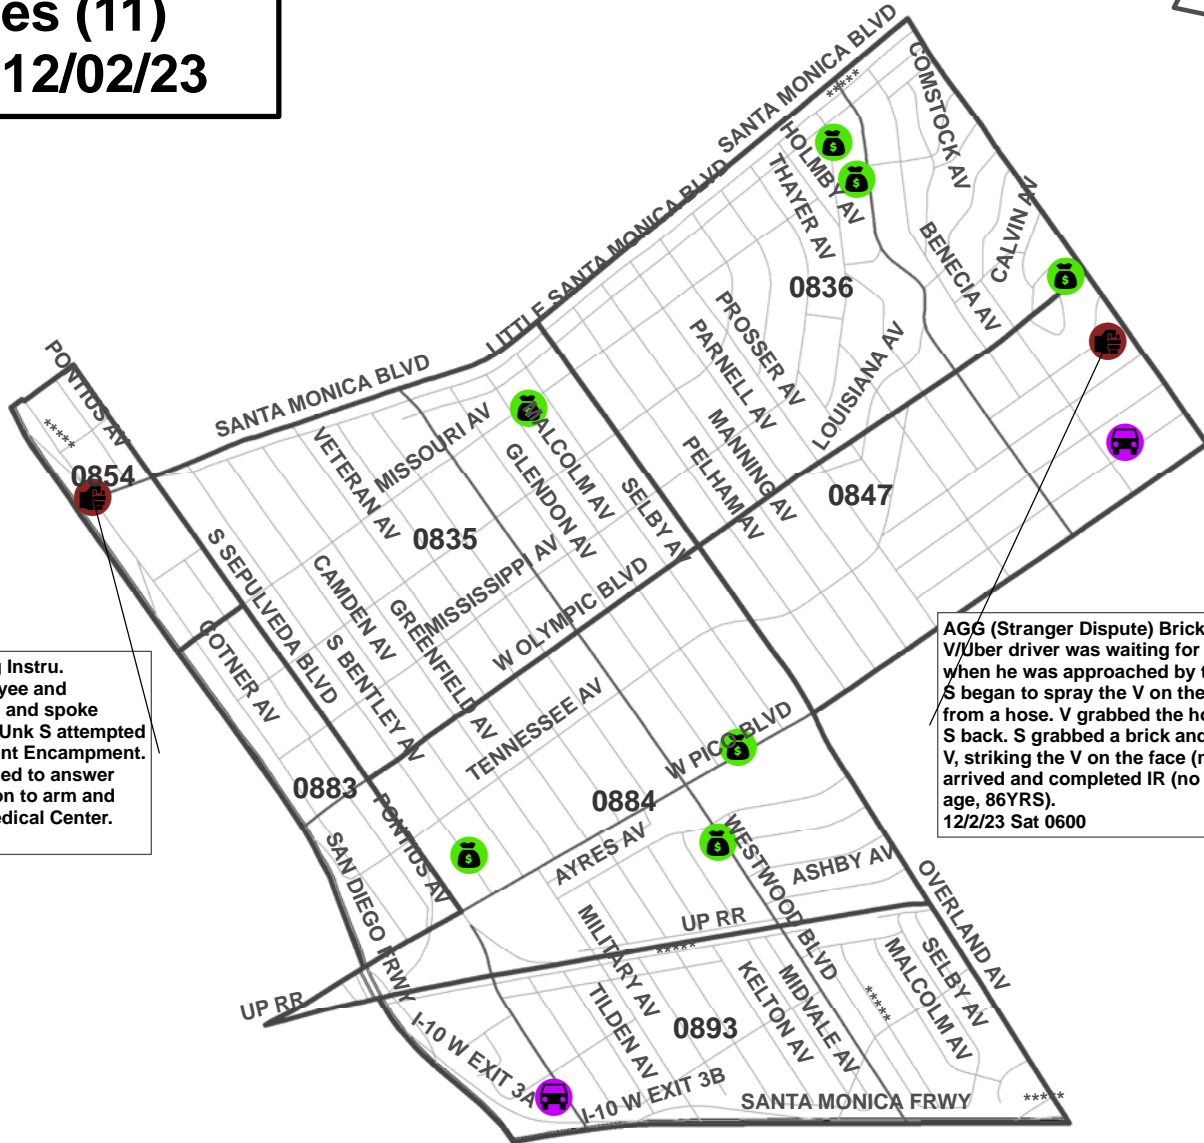 es (11)
12/02/23
SANTA MONICA BLVD
*****
COMSTOCK AV
HOLMBY AV
THAYER AV
CALVIN AV
LITTLE SANTA MONICA BLVD
BENECIA AV
0836
PROSSER AV
PARNELL AV
LOUISIANA AV
PONTIUS AV
SANTA MONICA BLVD
*****
MISSOURI AV
MALCOLM AV
VETERAN AV
GLENDON AV
MANNING AV
PELHAM AV
0854
SELBY AV
0847
0835
S SEPULVEDA BLVD
MISSISSIPPI AV
CAMDEN AV
W OLYMPIC BLVD
GREENFIELD AV
COTNER AV
S BENTLEY AV
g Instru.
yee and
and spoke
Unk S attempted
nt Encampment.
ed to answer
on to arm and
edical Center.
AGG (Stranger Dispute) Brick
V/Uber driver was waiting for
when he was approached by t
S began to spray the V on the
from a hose. V grabbed the ho
S back. S grabbed a brick and
V, striking the V on the face (r
arrived and completed IR (no
age, 86YRS).
12/2/23 Sat 0600
TENNESSEE AV
W PICO BLVD
0883
0884
PONTIUS AV
SAN DIEGO FRWY
AYRES AV
WESTWOOD BLVD
ASHBY AV
OVERLAND AV
UP RR
*****
MILITARY AV
SELBY AV
MALCOLM AV
KELTON AV
MIDVALE AV
*****
UP RR
TILDEN AV
0893
I-10 W EXIT 3A
I-10 W EXIT 3B
SANTA MONICA FRWY
*****